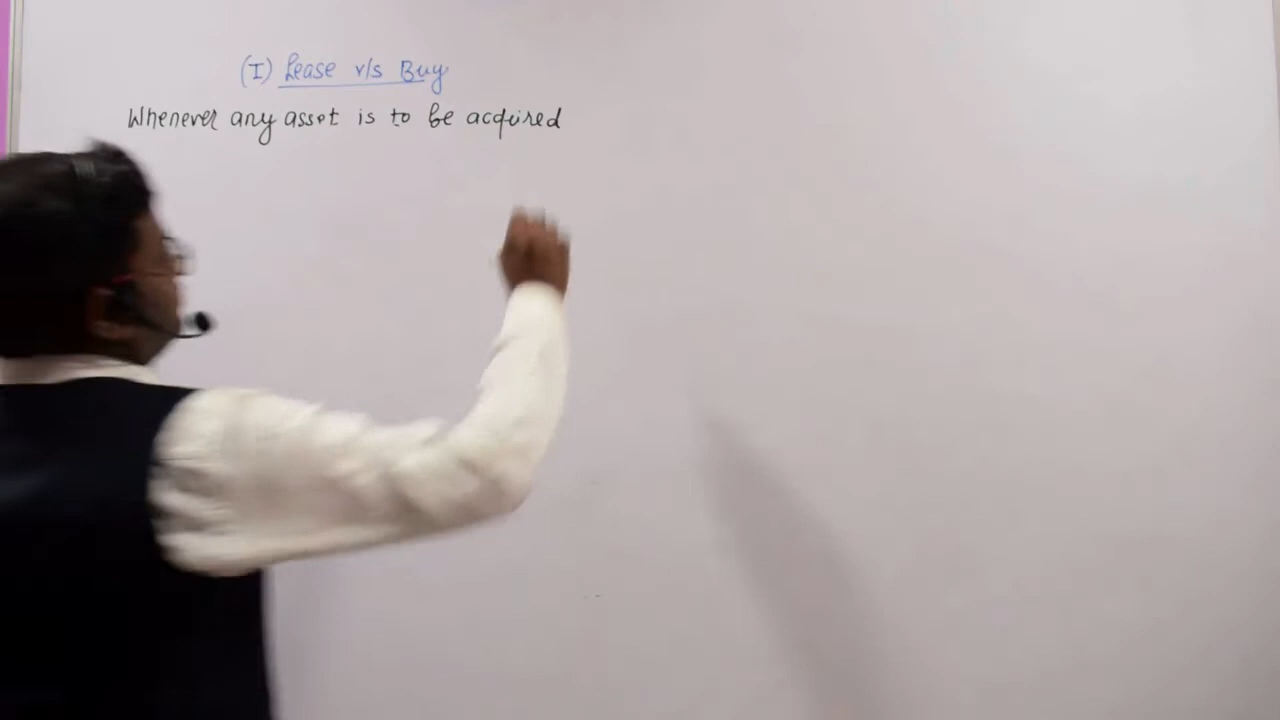 (I) Lease v/s Buy
Whenever any asset is to be acquired